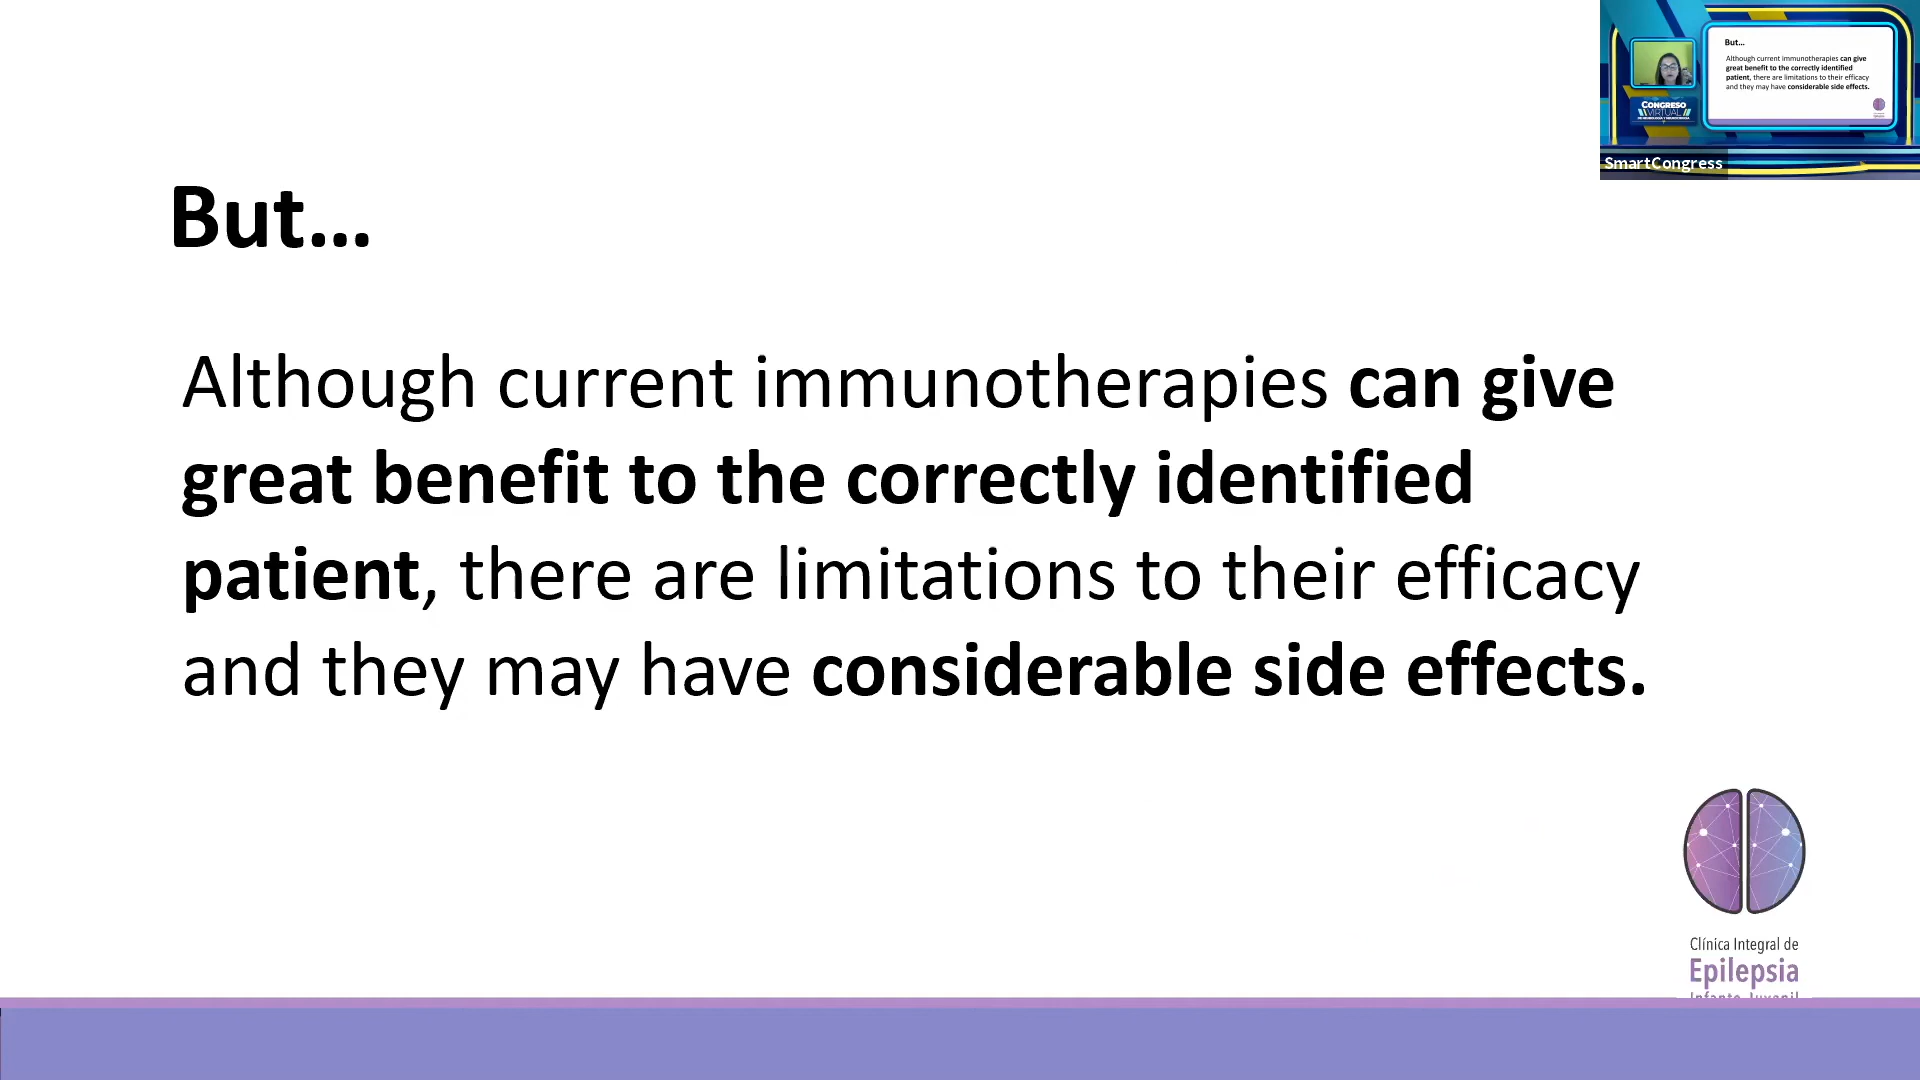 But...
Although current immunotherapies can give
great benefit to the correctly identified
patient, there are limitations to their efficacy
and they may have considerable side effects.
But...
Although current immunotherapies can give
great benefit to the correctly identified
patient, there are limitations to their efficacy
and they may have considerable side effects.
CONGRESO
VIRTUAL
SmartCongress
Clínica Integral de
Epilepsia